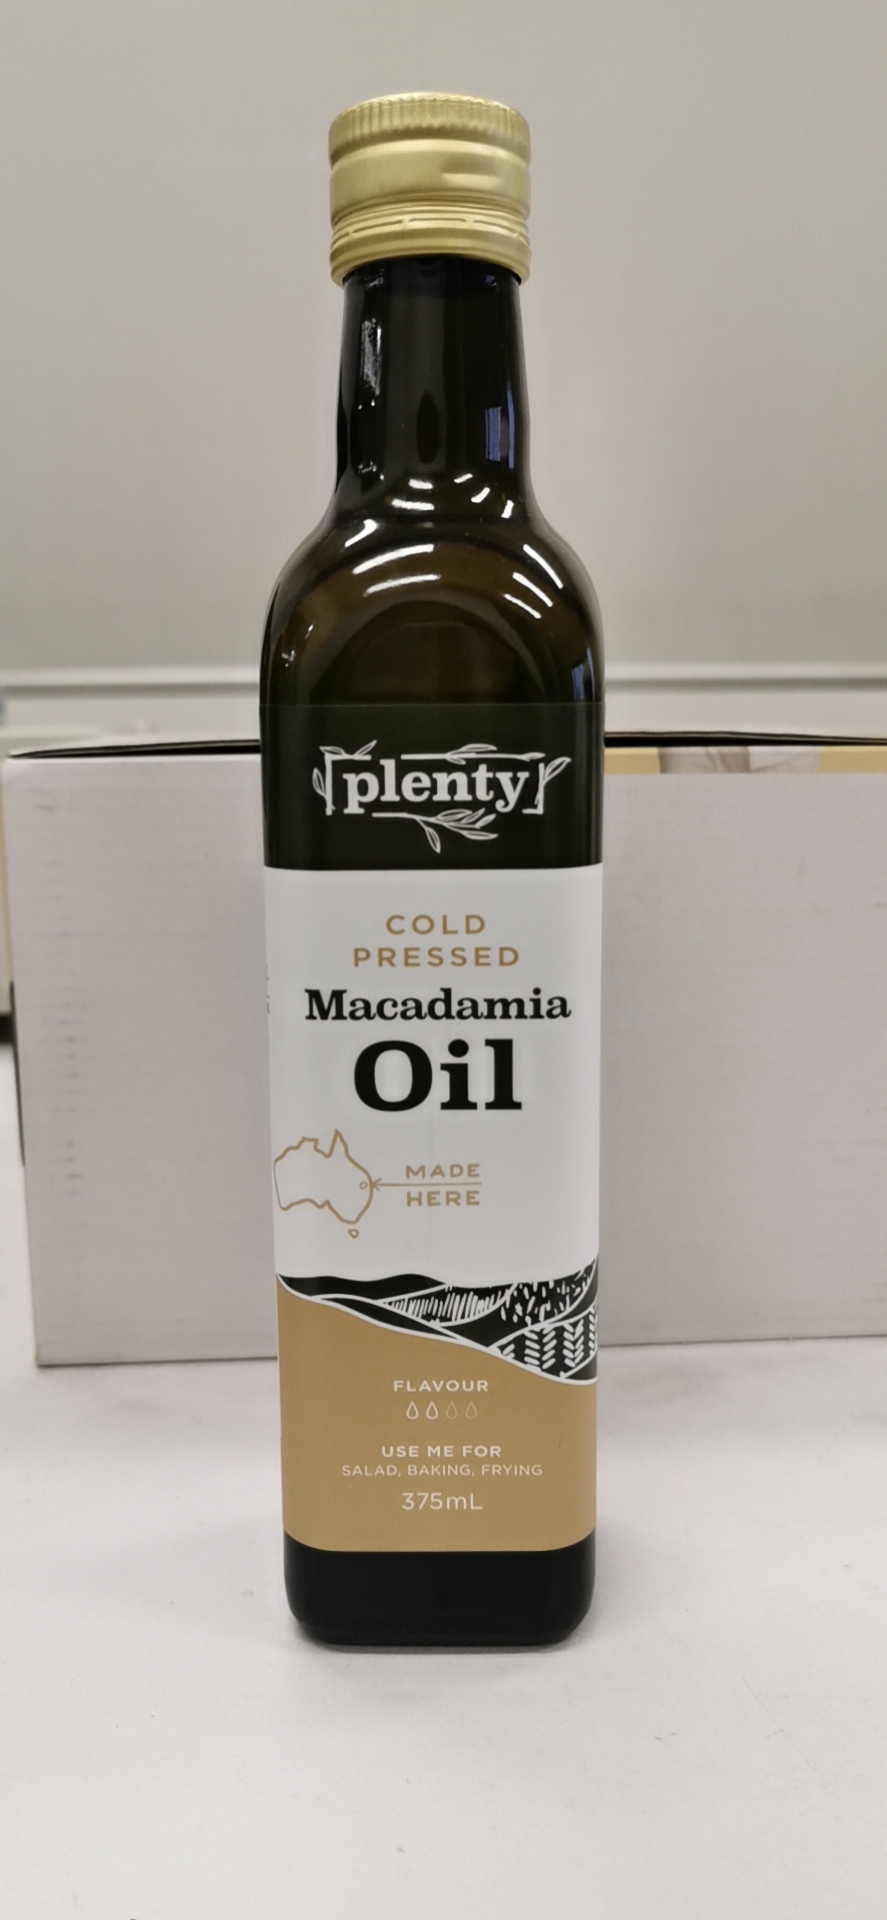 plenty
COLD
PRESSED
Macadamia
Oil
MADE
HERE
FLAVOUR
USE ME FOR
SALAD, BAKING, FRYING
375mL